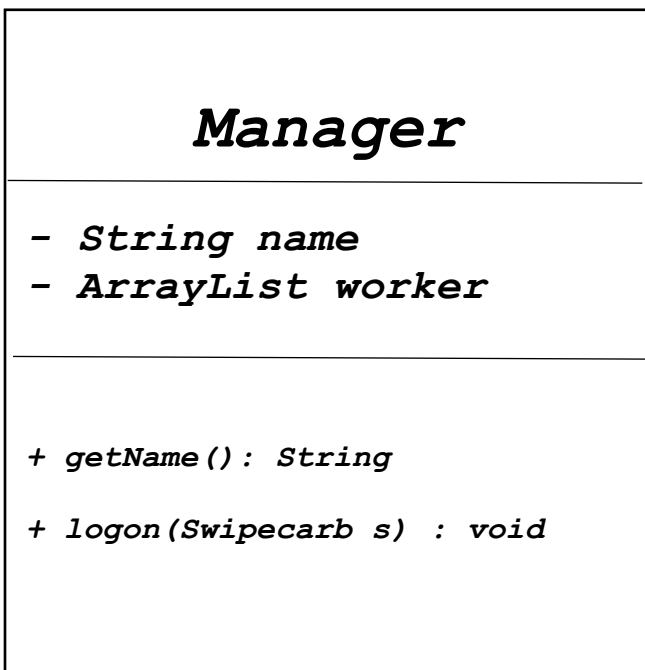 Manager
- String name
- ArrayList worker
+ getName(): String
+ logon(Swipecarb s) : void